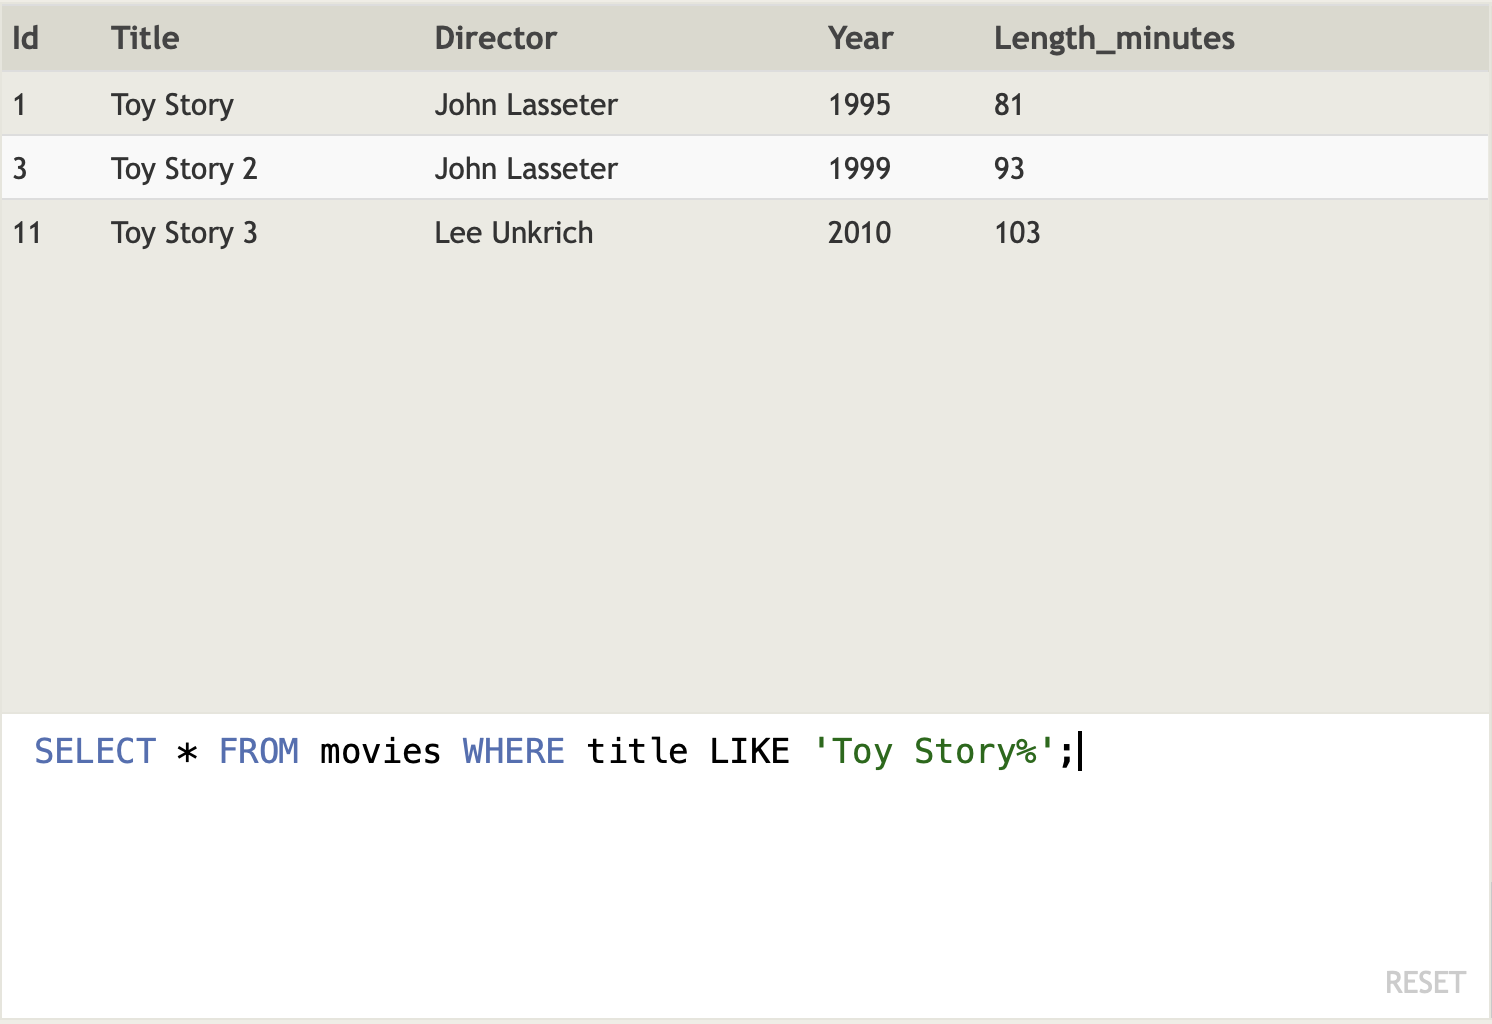 Id Title Director Year Length_minutes
1 Toy Story John Lasseter 1995 81
3 Toy Story 2 John Lasseter 1999 93
11 Toy Story 3 Lee Unkrich 2010 103
SELECT * FROM movies WHERE title LIKE 'Toy Story%';
RESET